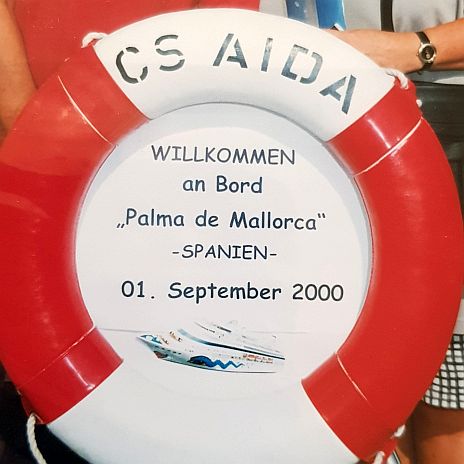 CS AIDA
WILLKOMMEN
an Bord
„Palma de Mallorca“
-SPANIEN-
01. September 2000